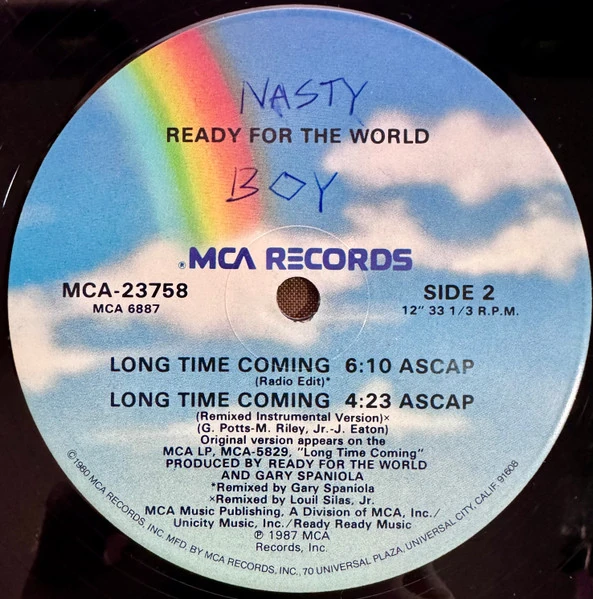 NASTY
READY FOR THE WORLD
BOY
®MCA RECORDS
MCA-23758
MCA 6887
SIDE 2
12" 33 1/3 R.P.M.
LONG TIME COMING 6:10 ASCAP
(Radio Edit)*
LONG TIME COMING 4:23 ASCAP
(Remixed Instrumental Version)×
(G. Potts-M. Riley, Jr.-J. Eaton)
Original version appears on the
MCA LP, MCA-5829, "Long Time Coming"
PRODUCED BY READY FOR THE WORLD
AND GARY SPANIOLA
*Remixed by Gary Spaniola
×Remixed by Louil Silas, Jr.
MCA Music Publishing, A Division of MCA, Inc./
Unicity Music, Inc./Ready Ready Music
℗ 1987 MCA
Records, Inc.
©1980 MCA RECORDS, INC. MFD. BY MCA RECORDS, INC., 70 UNIVERSAL PLAZA, UNIVERSAL CITY, CALIF. 91608